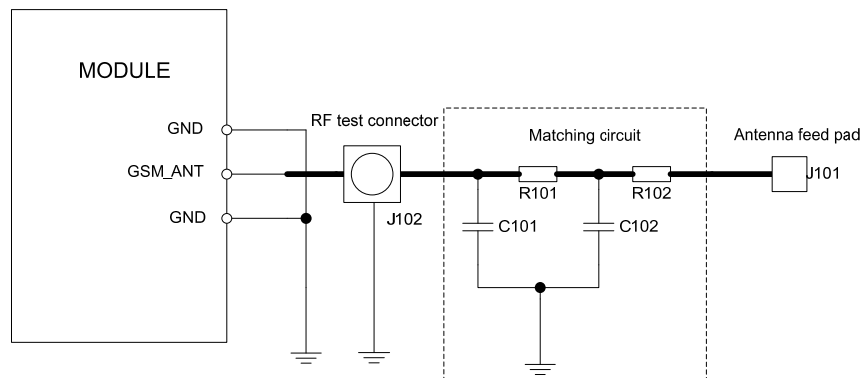 MODULE
GND
RF test connector
Matching circuit
Antenna feed pad
GSM_ANT
J101
R101
R102
GND
J102
C101
C102